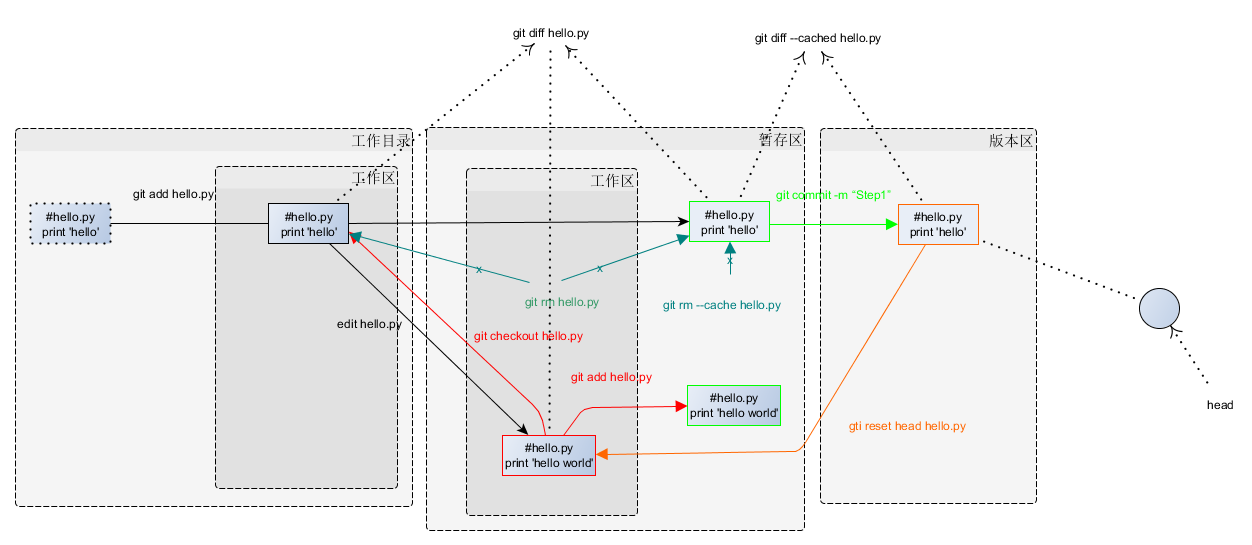 git diff hello.py
git diff --cached hello.py
工作目录
暂存区
版本区
工作区
工作区
git add hello.py
git commit -m “Step1”
#hello.py
print 'hello'
#hello.py
print 'hello'
#hello.py
print 'hello'
#hello.py
print 'hello'
x
x
x
git rm hello.py
git rm --cache hello.py
edit hello.py
git checkout hello.py
git add hello.py
#hello.py
print 'hello world'
head
gti reset head hello.py
#hello.py
print 'hello world'